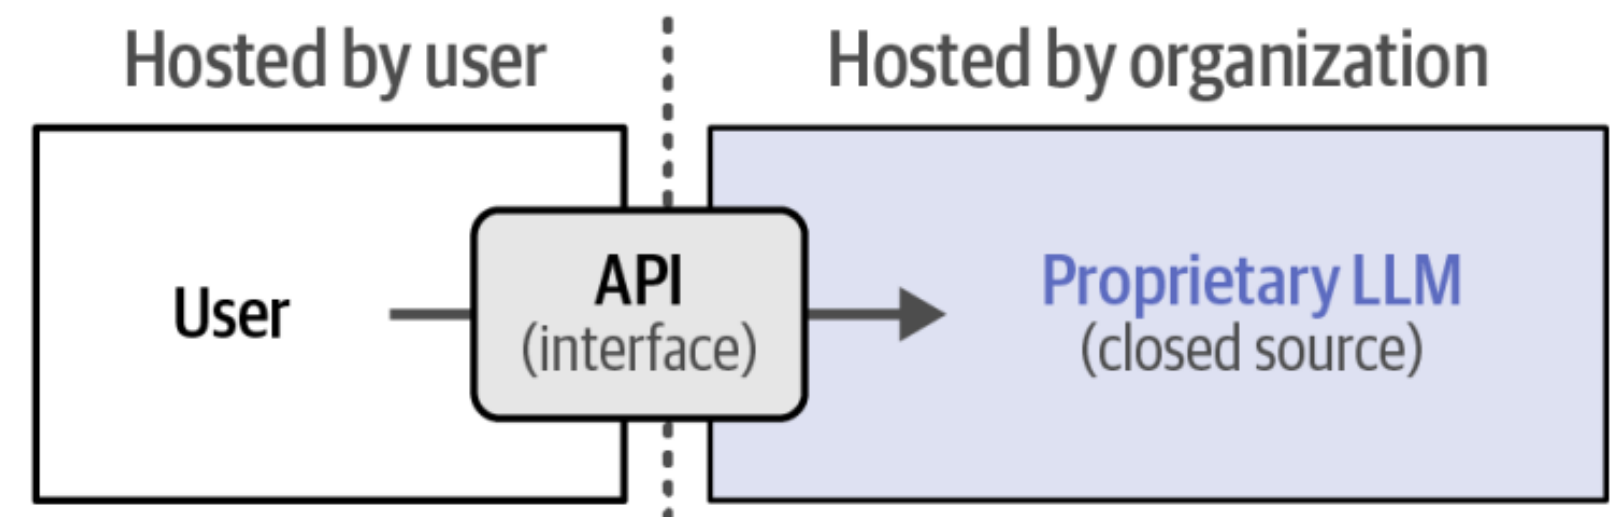 Hosted by user
Hosted by organization
User
API
(interface)
Proprietary LLM
(closed source)